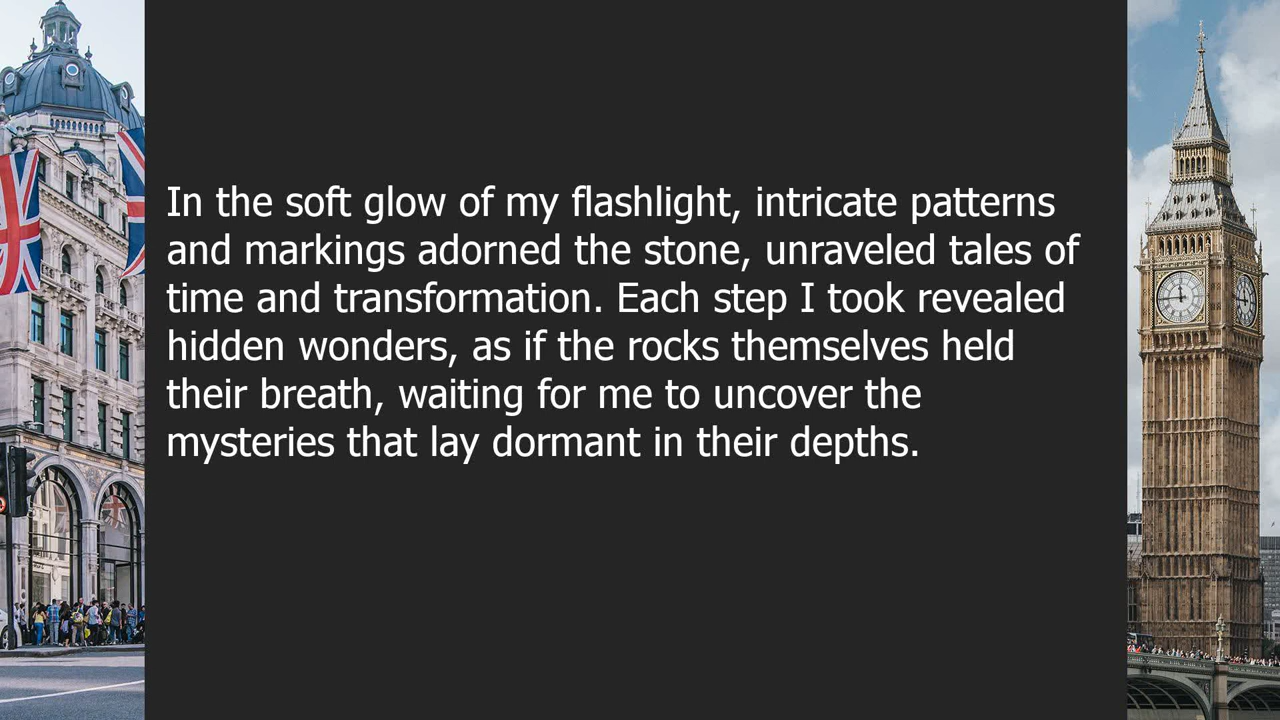 In the soft glow of my flashlight, intricate patterns
and markings adorned the stone, unraveled tales of
time and transformation. Each step I took revealed
hidden wonders, as if the rocks themselves held
their breath, waiting for me to uncover the
mysteries that lay dormant in their depths.